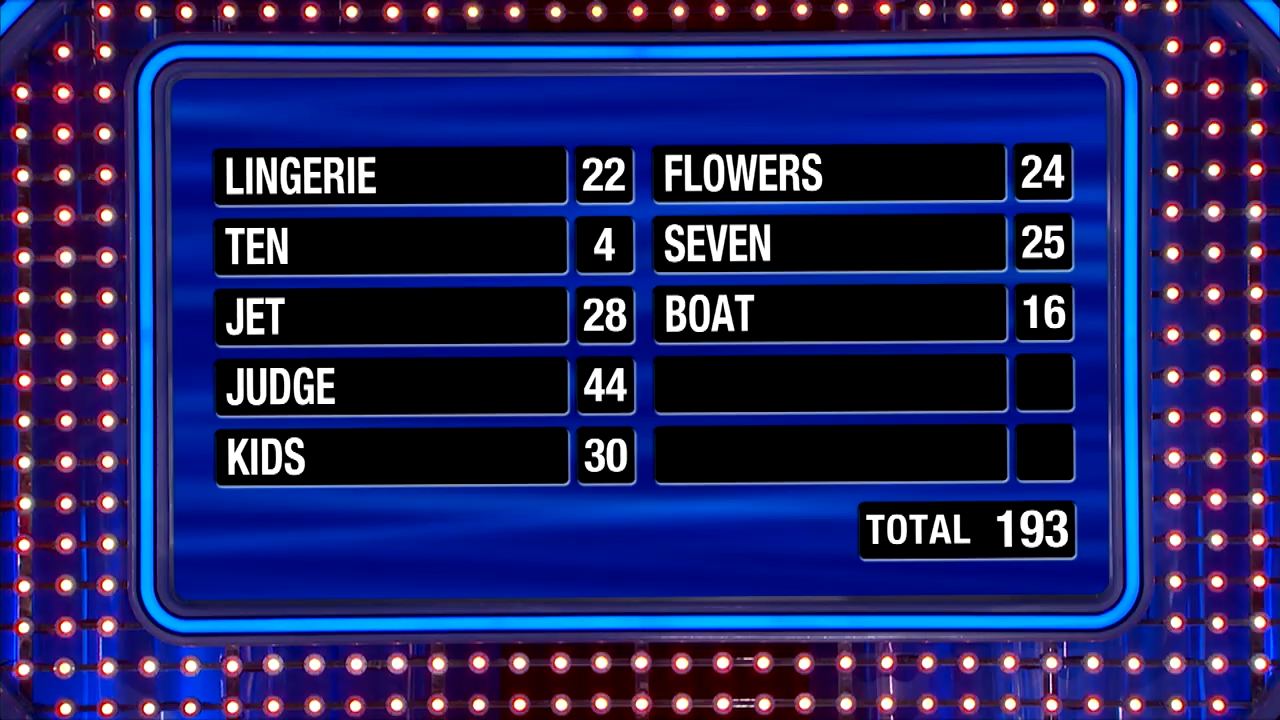 LINGERIE 22
TEN 4
JET 28
JUDGE 44
KIDS 30
FLOWERS 24
SEVEN 25
BOAT 16
TOTAL 193